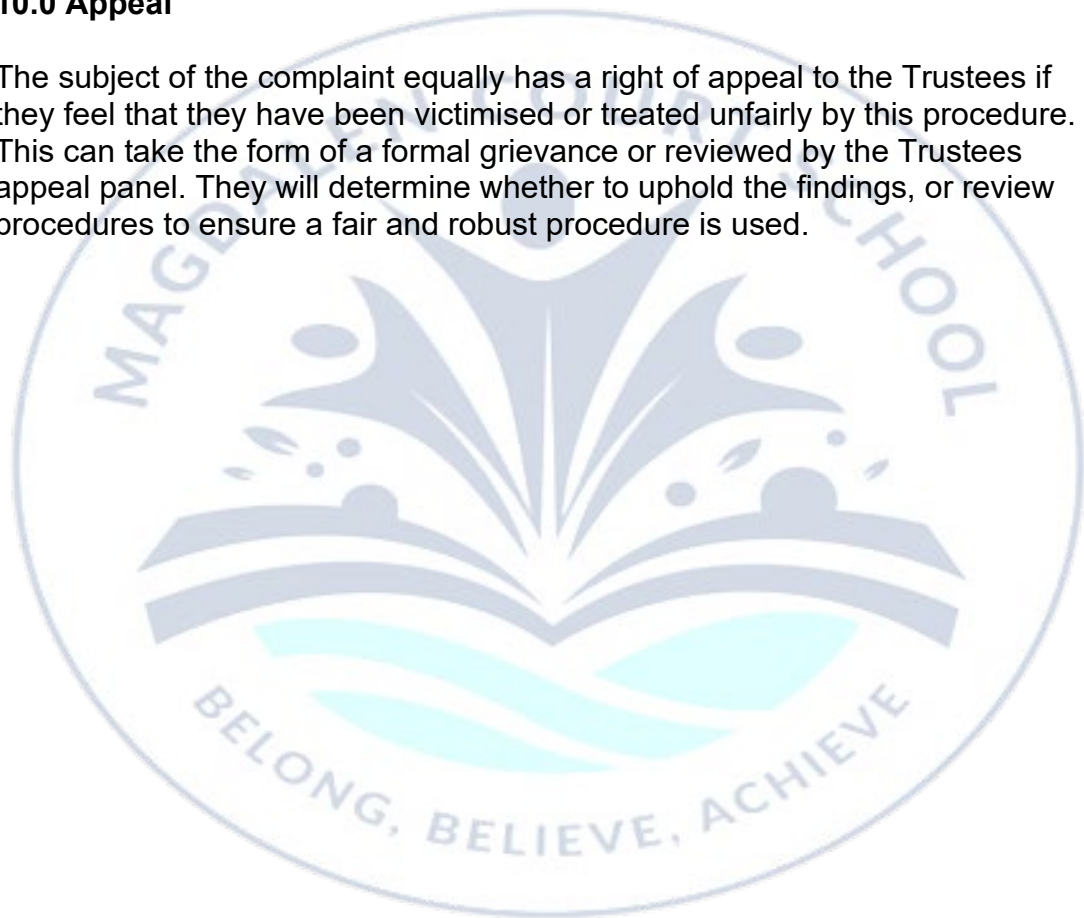 10.0 Appeal
The subject of the complaint equally has a right of appeal to the Trustees if
they feel that they have been victimised or treated unfairly by this procedure.
This can take the form of a formal grievance or reviewed by the Trustees
appeal panel. They will determine whether to uphold the findings, or review
procedures to ensure a fair and robust procedure is used.
MAGDALEN COURT SCHOOL
BELONG, BELIEVE, ACHIEVE